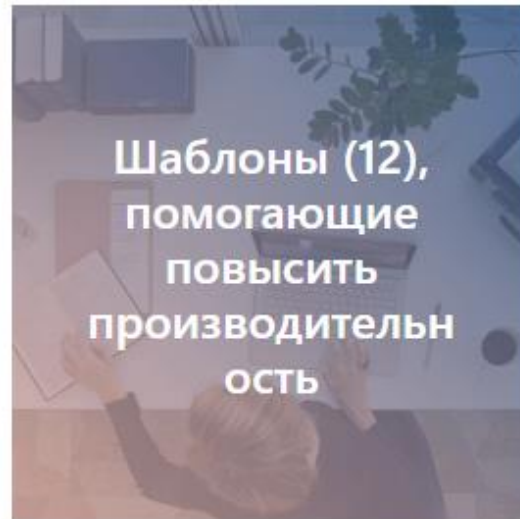 Шаблоны (12),
помогающие
повысить
производительн
ость